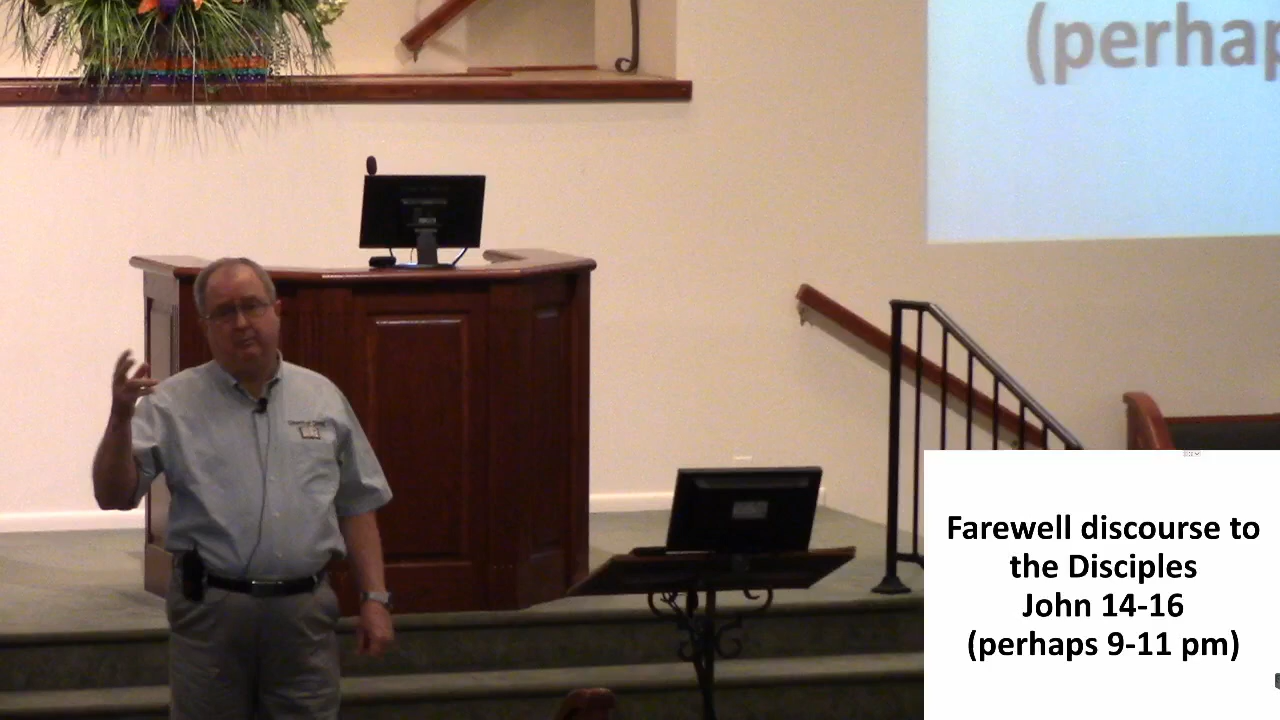 (perhap
Farewell discourse to
the Disciples
John 14-16
(perhaps 9-11 pm)